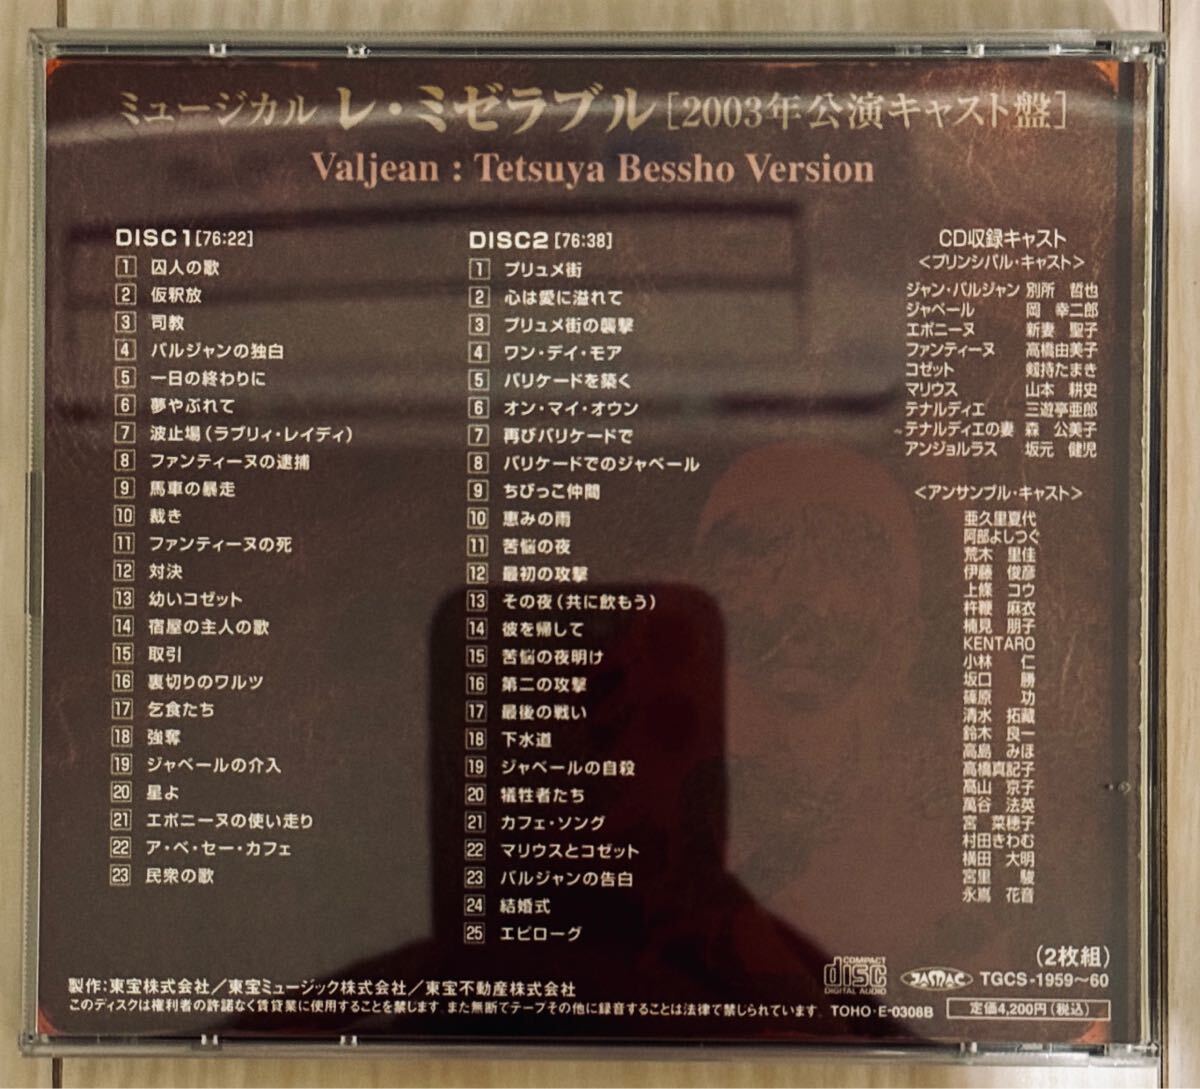 ミュージカル レ・ミゼラブル［2003年公演キャスト盤］
Valjean : Tetsuya Bessho Version
DISC1[76:22]
1 囚人の歌
2 仮釈放
3 司教
4 バルジャンの独白
5 一日の終わりに
6 夢やぶれて
7 波止場（ラブリィ・レイディ）
8 ファンティーヌの逮捕
9 馬車の暴走
10 裁き
11 ファンティーヌの死
12 対決
13 幼いコゼット
14 宿屋の主人の歌
15 取引
16 裏切りのワルツ
17 乞食たち
18 強奪
19 ジャベールの介入
20 星よ
21 エポニーヌの使い走り
22 ア・ベ・セー・カフェ
23 民衆の歌
DISC2[76:38]
1 プリュメ街
2 心は愛に溢れて
3 プリュメ街の襲撃
4 ワン・デイ・モア
5 バリケードを築く
6 オン・マイ・オウン
7 再びバリケードで
8 バリケードでのジャベール
9 ちびっこ仲間
10 恵みの雨
11 苦悩の夜
12 最初の攻撃
13 その夜（共に飲もう）
14 彼を帰して
15 苦悩の夜明け
16 第二の攻撃
17 最後の戦い
18 下水道
19 ジャベールの自殺
20 犠牲者たち
21 カフェ・ソング
22 マリウスとコゼット
23 バルジャンの告白
24 結婚式
25 エピローグ
CD収録キャスト
＜プリンシパル・キャスト＞
ジャン・バルジャン 別所 哲也
ジャベール 岡 幸二郎
エポニーヌ 新妻 聖子
ファンティーヌ 高橋由美子
コゼット 剱持たまき
マリウス 山本 耕史
テナルディエ 三遊亭亜郎
テナルディエの妻 森 公美子
アンジョルラス 坂元 健児
＜アンサンブル・キャスト＞
亜久里夏代
阿部よしつぐ
荒木 里佳
伊藤 俊彦
上條 コウ
杵鞭 麻衣
楠見 朋子
KENTARO
小林 仁
坂口 勝
篠原 功
清水 拓蔵
鈴木 良一
高島 みほ
高橋真記子
高山 京子
萬谷 法英
宮 菜穂子
村田きわむ
横田 大明
宮里 駿
永嶌 花音
（2枚組）
COMPACT
disc
DIGITAL AUDIO
JASRAC
TGCS-1959〜60
製作：東宝株式会社／東宝ミュージック株式会社／東宝不動産株式会社
このディスクは権利者の許諾なく賃貸業に使用することを禁じます。また無断でテープその他に録音することは法律で禁じられています。 TOHO・E-0308B
定価4,200円（税込）